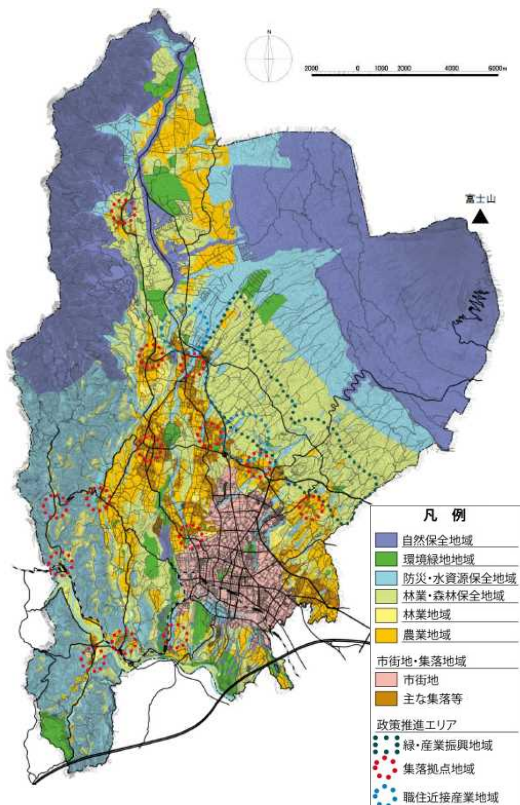 N
2000 0 1000 2000 4000 6000m
富士山
凡 例
自然保全地域
環境緑地地域
防災・水資源保全地域
林業・森林保全地域
林業地域
農業地域
市街地・集落地域
市街地
主な集落等
政策推進エリア
緑・産業振興地域
集落拠点地域
職住近接産業地域